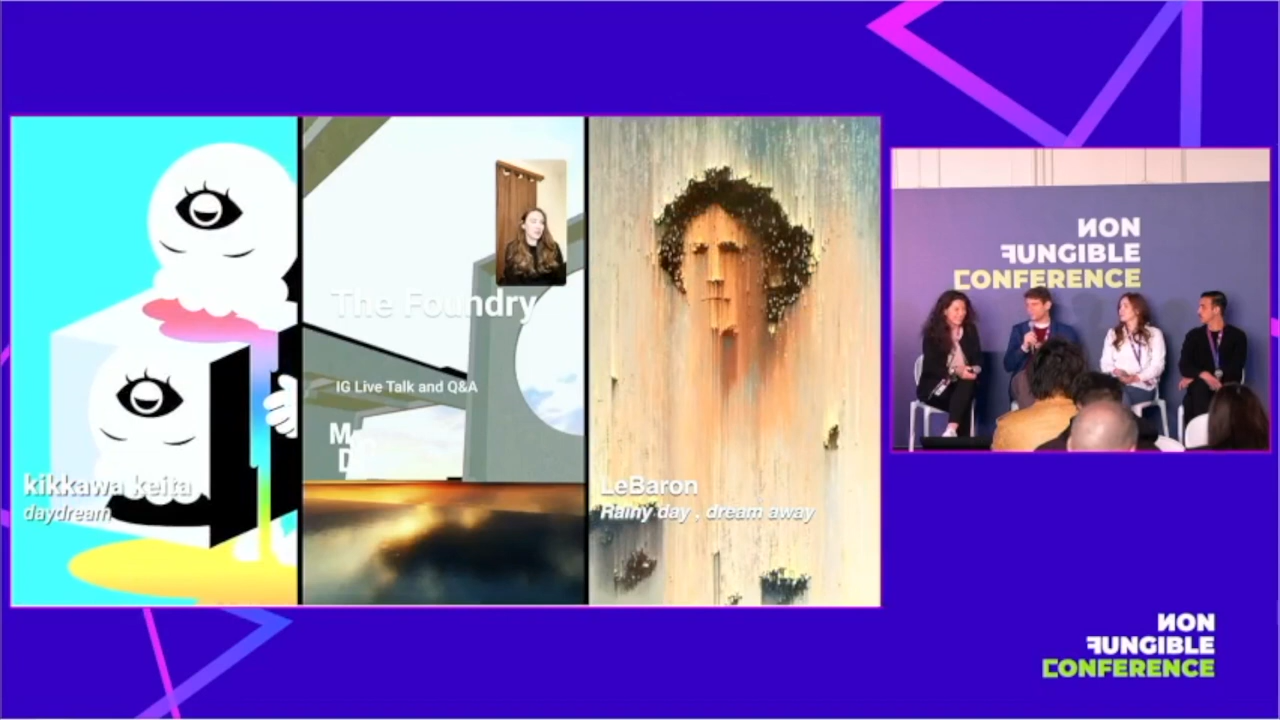 kikkawa keita
daydream
The Foundry
IG Live Talk and Q&A
LeBaron
Rainy day , dream away
NON
FUNGIBLE
CONFERENCE
NON
FUNGIBLE
CONFERENCE